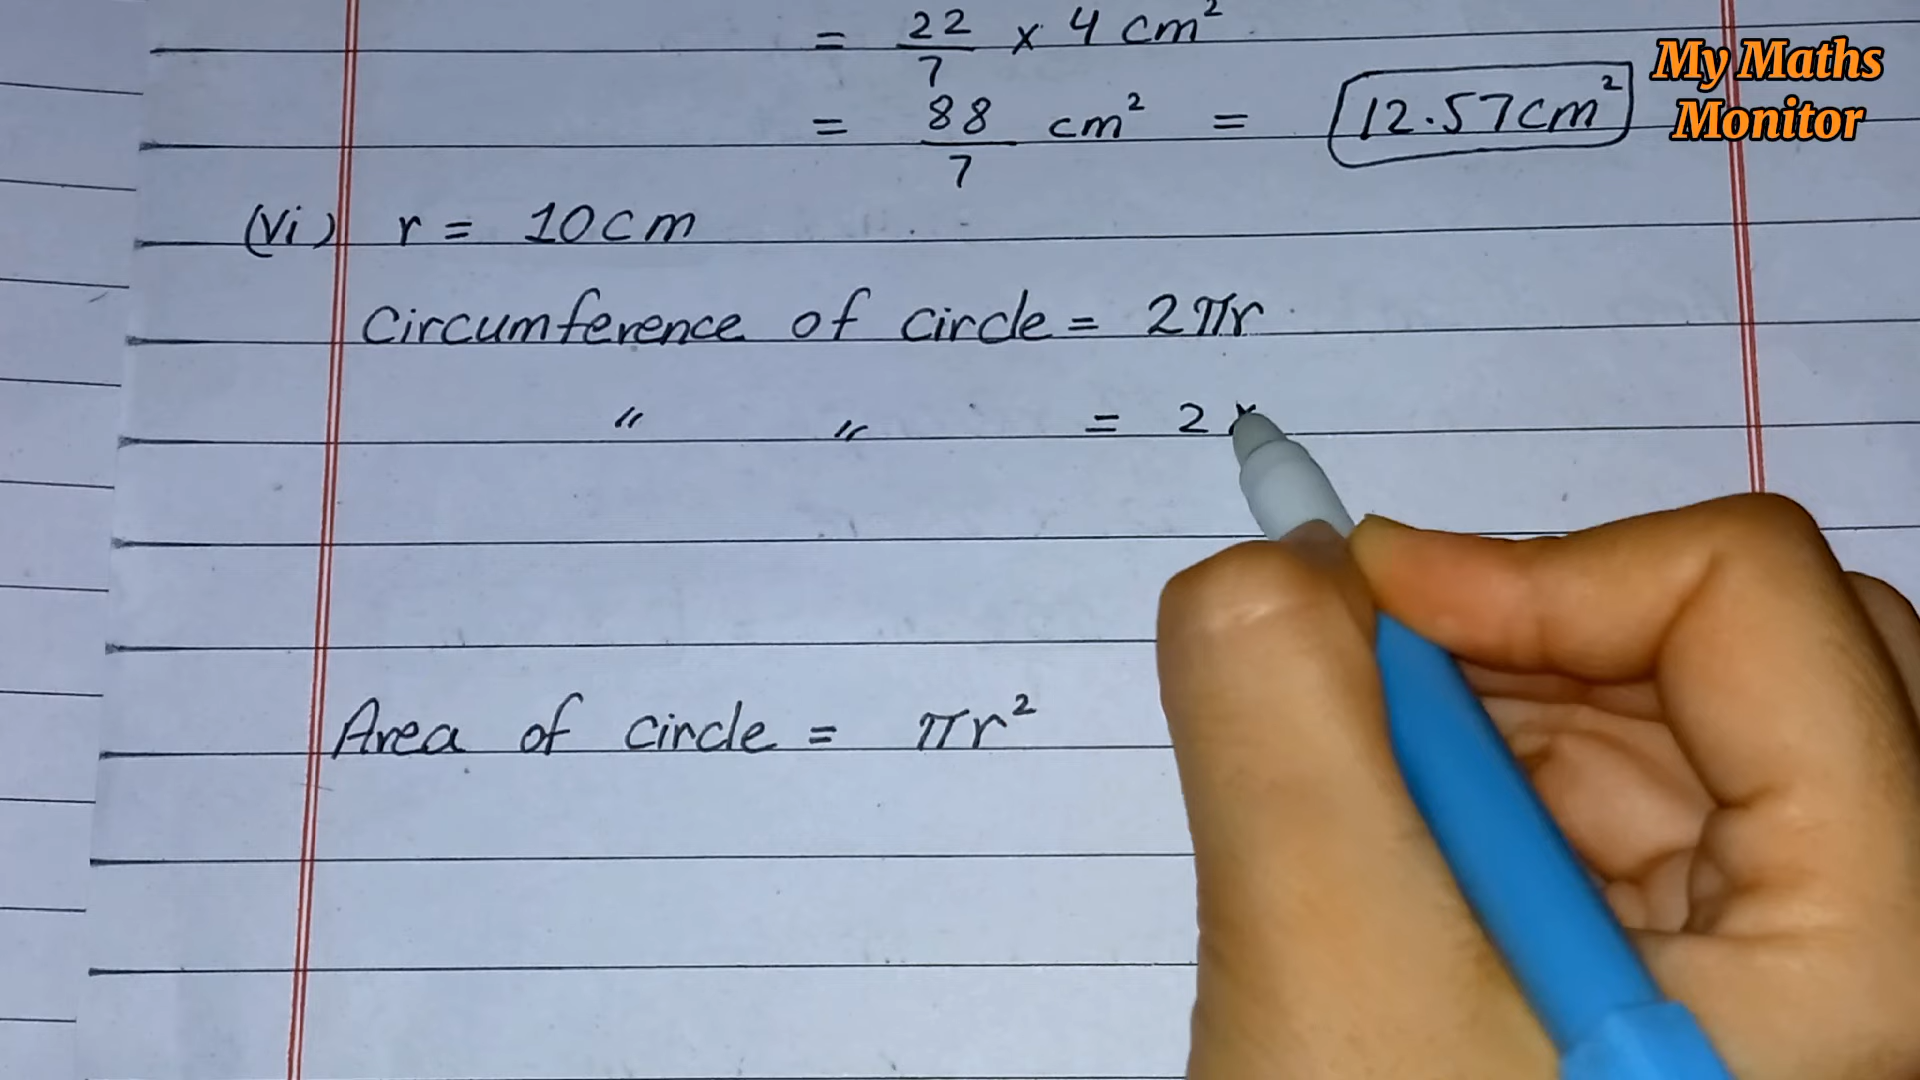 = 22/7 × 4 cm²
My Maths
Monitor
= 88/7 cm² = 12.57cm²
(vi) r = 10cm
Circumference of circle = 2πr
〃 〃 = 2 ×
Area of circle = πr²